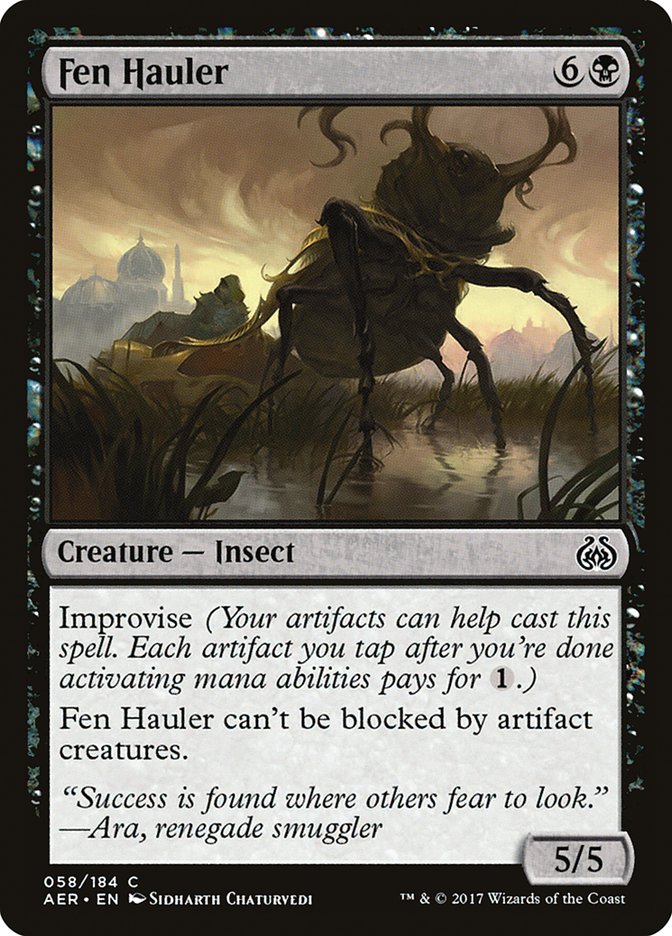 Fen Hauler 6
Creature — Insect
Improvise (Your artifacts can help cast this
spell. Each artifact you tap after you're done
activating mana abilities pays for 1.)
Fen Hauler can't be blocked by artifact
creatures.
"Success is found where others fear to look."
—Ara, renegade smuggler
5/5
058/184 C
AER • EN Sidharth Chaturvedi
™ & © 2017 Wizards of the Coast